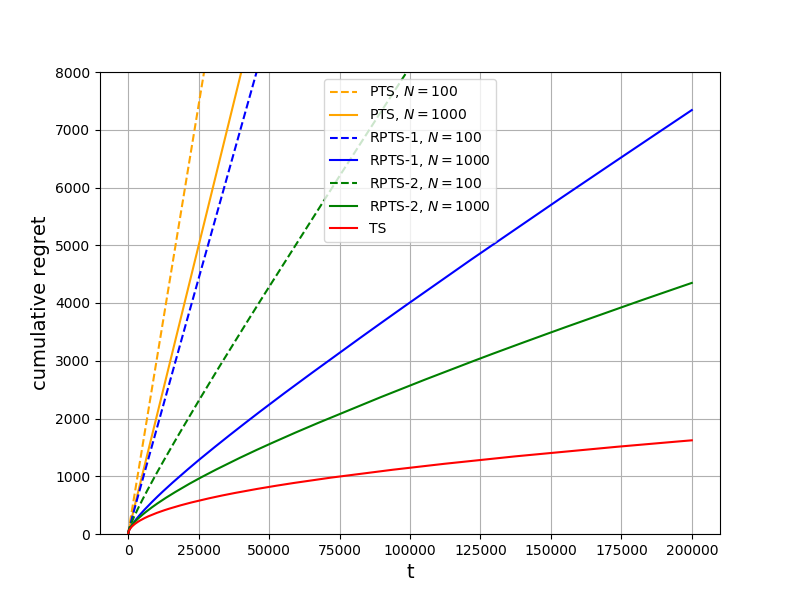 8000
7000
6000
5000
4000
3000
2000
1000
0
cumulative regret
PTS, N = 100
PTS, N = 1000
RPTS-1, N = 100
RPTS-1, N = 1000
RPTS-2, N = 100
RPTS-2, N = 1000
TS
0 25000 50000 75000 100000 125000 150000 175000 200000
t